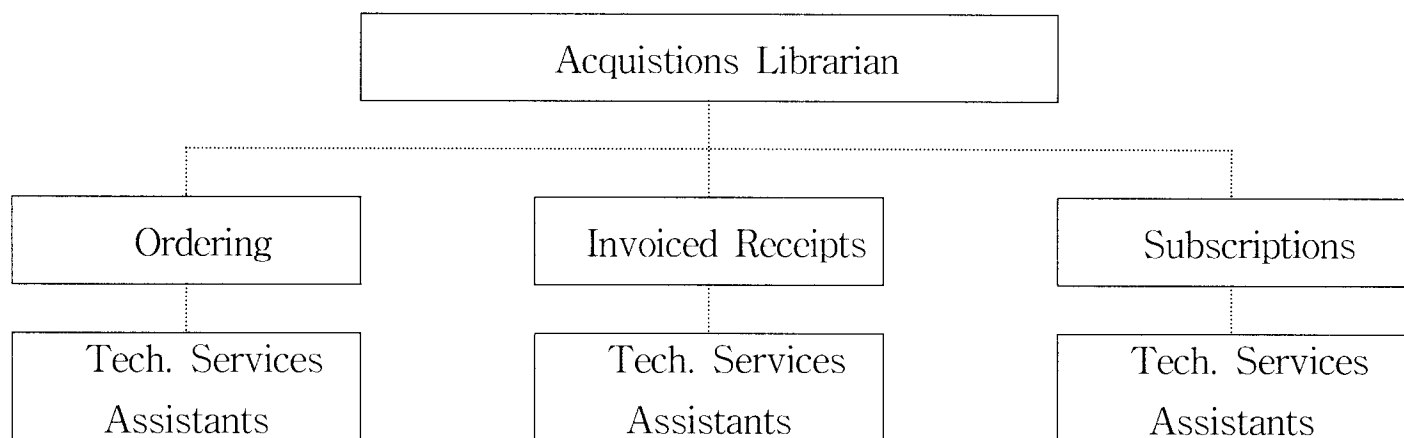 Acquistions Librarian
Ordering
Invoiced Receipts
Subscriptions
Tech. Services
Assistants
Tech. Services
Assistants
Tech. Services
Assistants